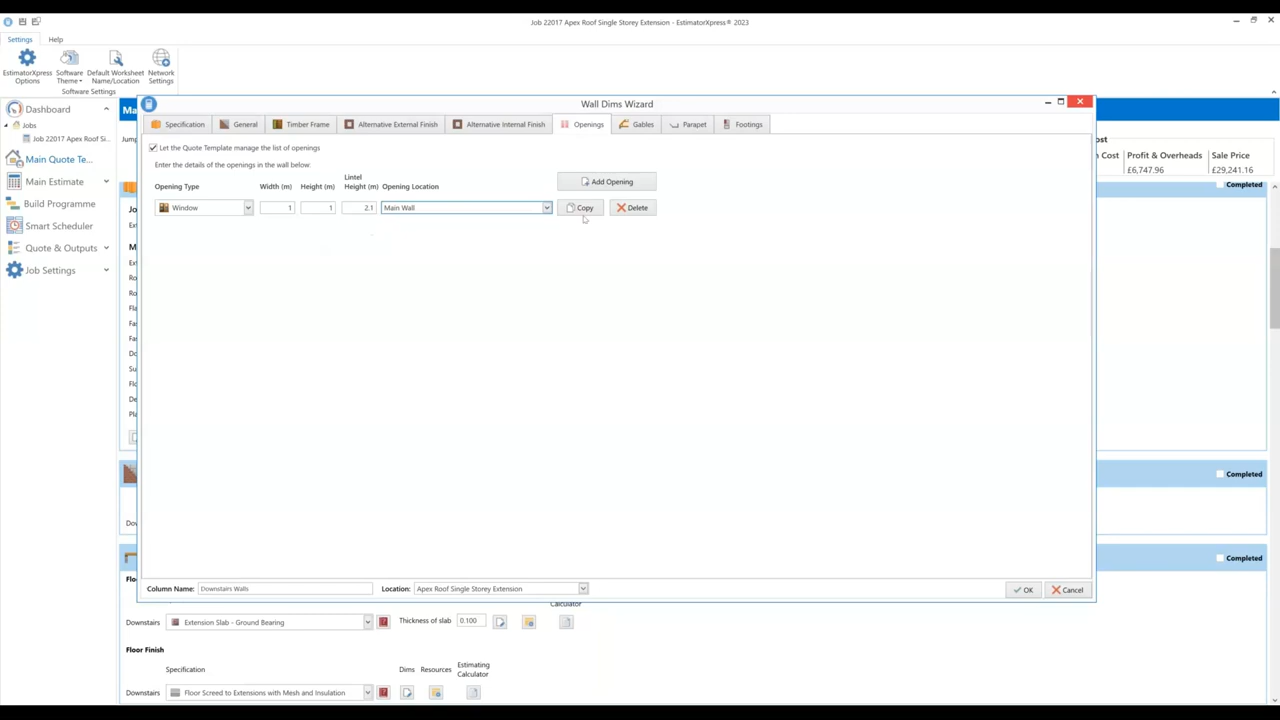 Job 22017 Apex Roof Single Storey Extension - EstimatorXpress® 2023
Settings Help
EstimatorXpress Options
Software Theme
Default Worksheet Name/Location
Network Settings
Software Settings
Dashboard
Jobs
Job 22017 Apex Roof Si...
Main Quote Te...
Main Estimate
Build Programme
Smart Scheduler
Quote & Outputs
Job Settings
Cost Profit & Overheads Sale Price
£6,747.96 £29,241.16
Completed
Wall Dims Wizard
Specification General Timber Frame Alternative External Finish Alternative Internal Finish Openings Gables Parapet Footings
Let the Quote Template manage the list of openings
Enter the details of the openings in the wall below.
Opening Type Width (m) Height (m) Lintel Height (m) Opening Location Add Opening
Window 1 1 2.1 Main Wall Copy Delete
Completed
Completed
Column Name: Downstairs Walls Location: Apex Roof Single Storey Extension OK Cancel
Calculator
Downstairs Extension Slab - Ground Bearing Thickness of slab 0.100
Floor Finish
Specification Dims Resources Estimating Calculator
Downstairs Floor Screed to Extensions with Mesh and Insulation